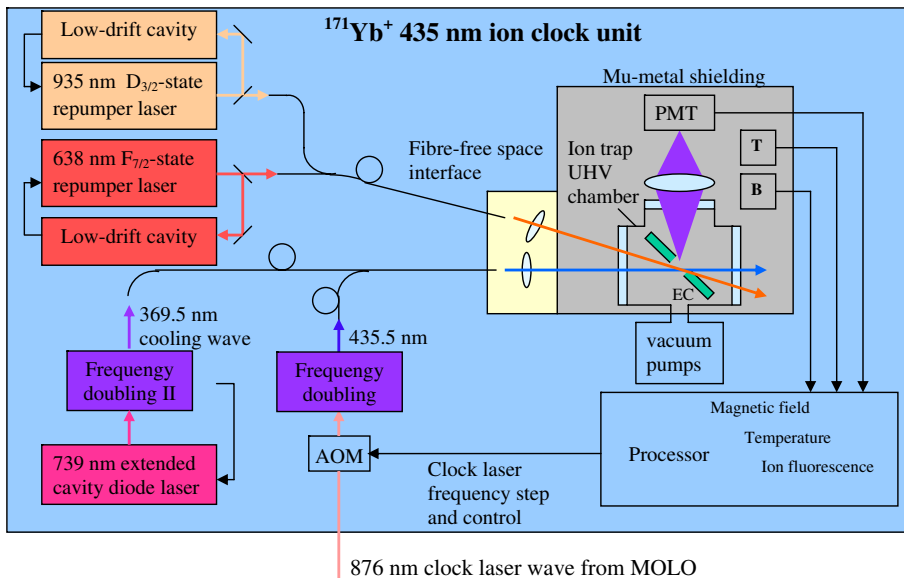 ¹⁷¹Yb⁺ 435 nm ion clock unit
Low-drift cavity
935 nm D3/2-state
repumper laser
638 nm F7/2-state
repumper laser
Low-drift cavity
Fibre-free space
interface
Mu-metal shielding
PMT
Ion trap
UHV
chamber
T
B
EC
vacuum
pumps
369.5 nm
cooling wave
435.5 nm
Frequengy
doubling II
Frequengy
doubling
739 nm extended
cavity diode laser
AOM
Clock laser
frequency step
and control
Magnetic field
Temperature
Processor
Ion fluorescence
876 nm clock laser wave from MOLO